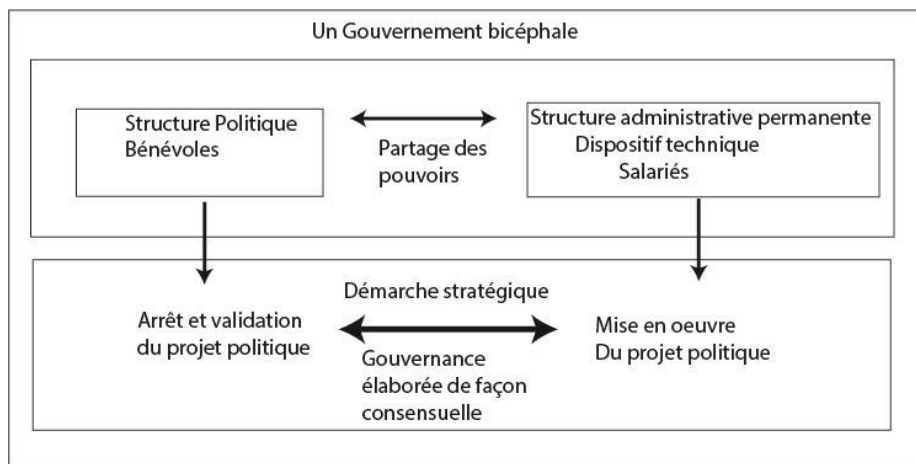 Un Gouvernement bicéphale
Structure Politique
Bénévoles
Partage des
pouvoirs
Structure administrative permanente
Dispositif technique
Salariés
Démarche stratégique
Arrêt et validation
du projet politique
Gouvernance
élaborée de façon
consensuelle
Mise en oeuvre
Du projet politique